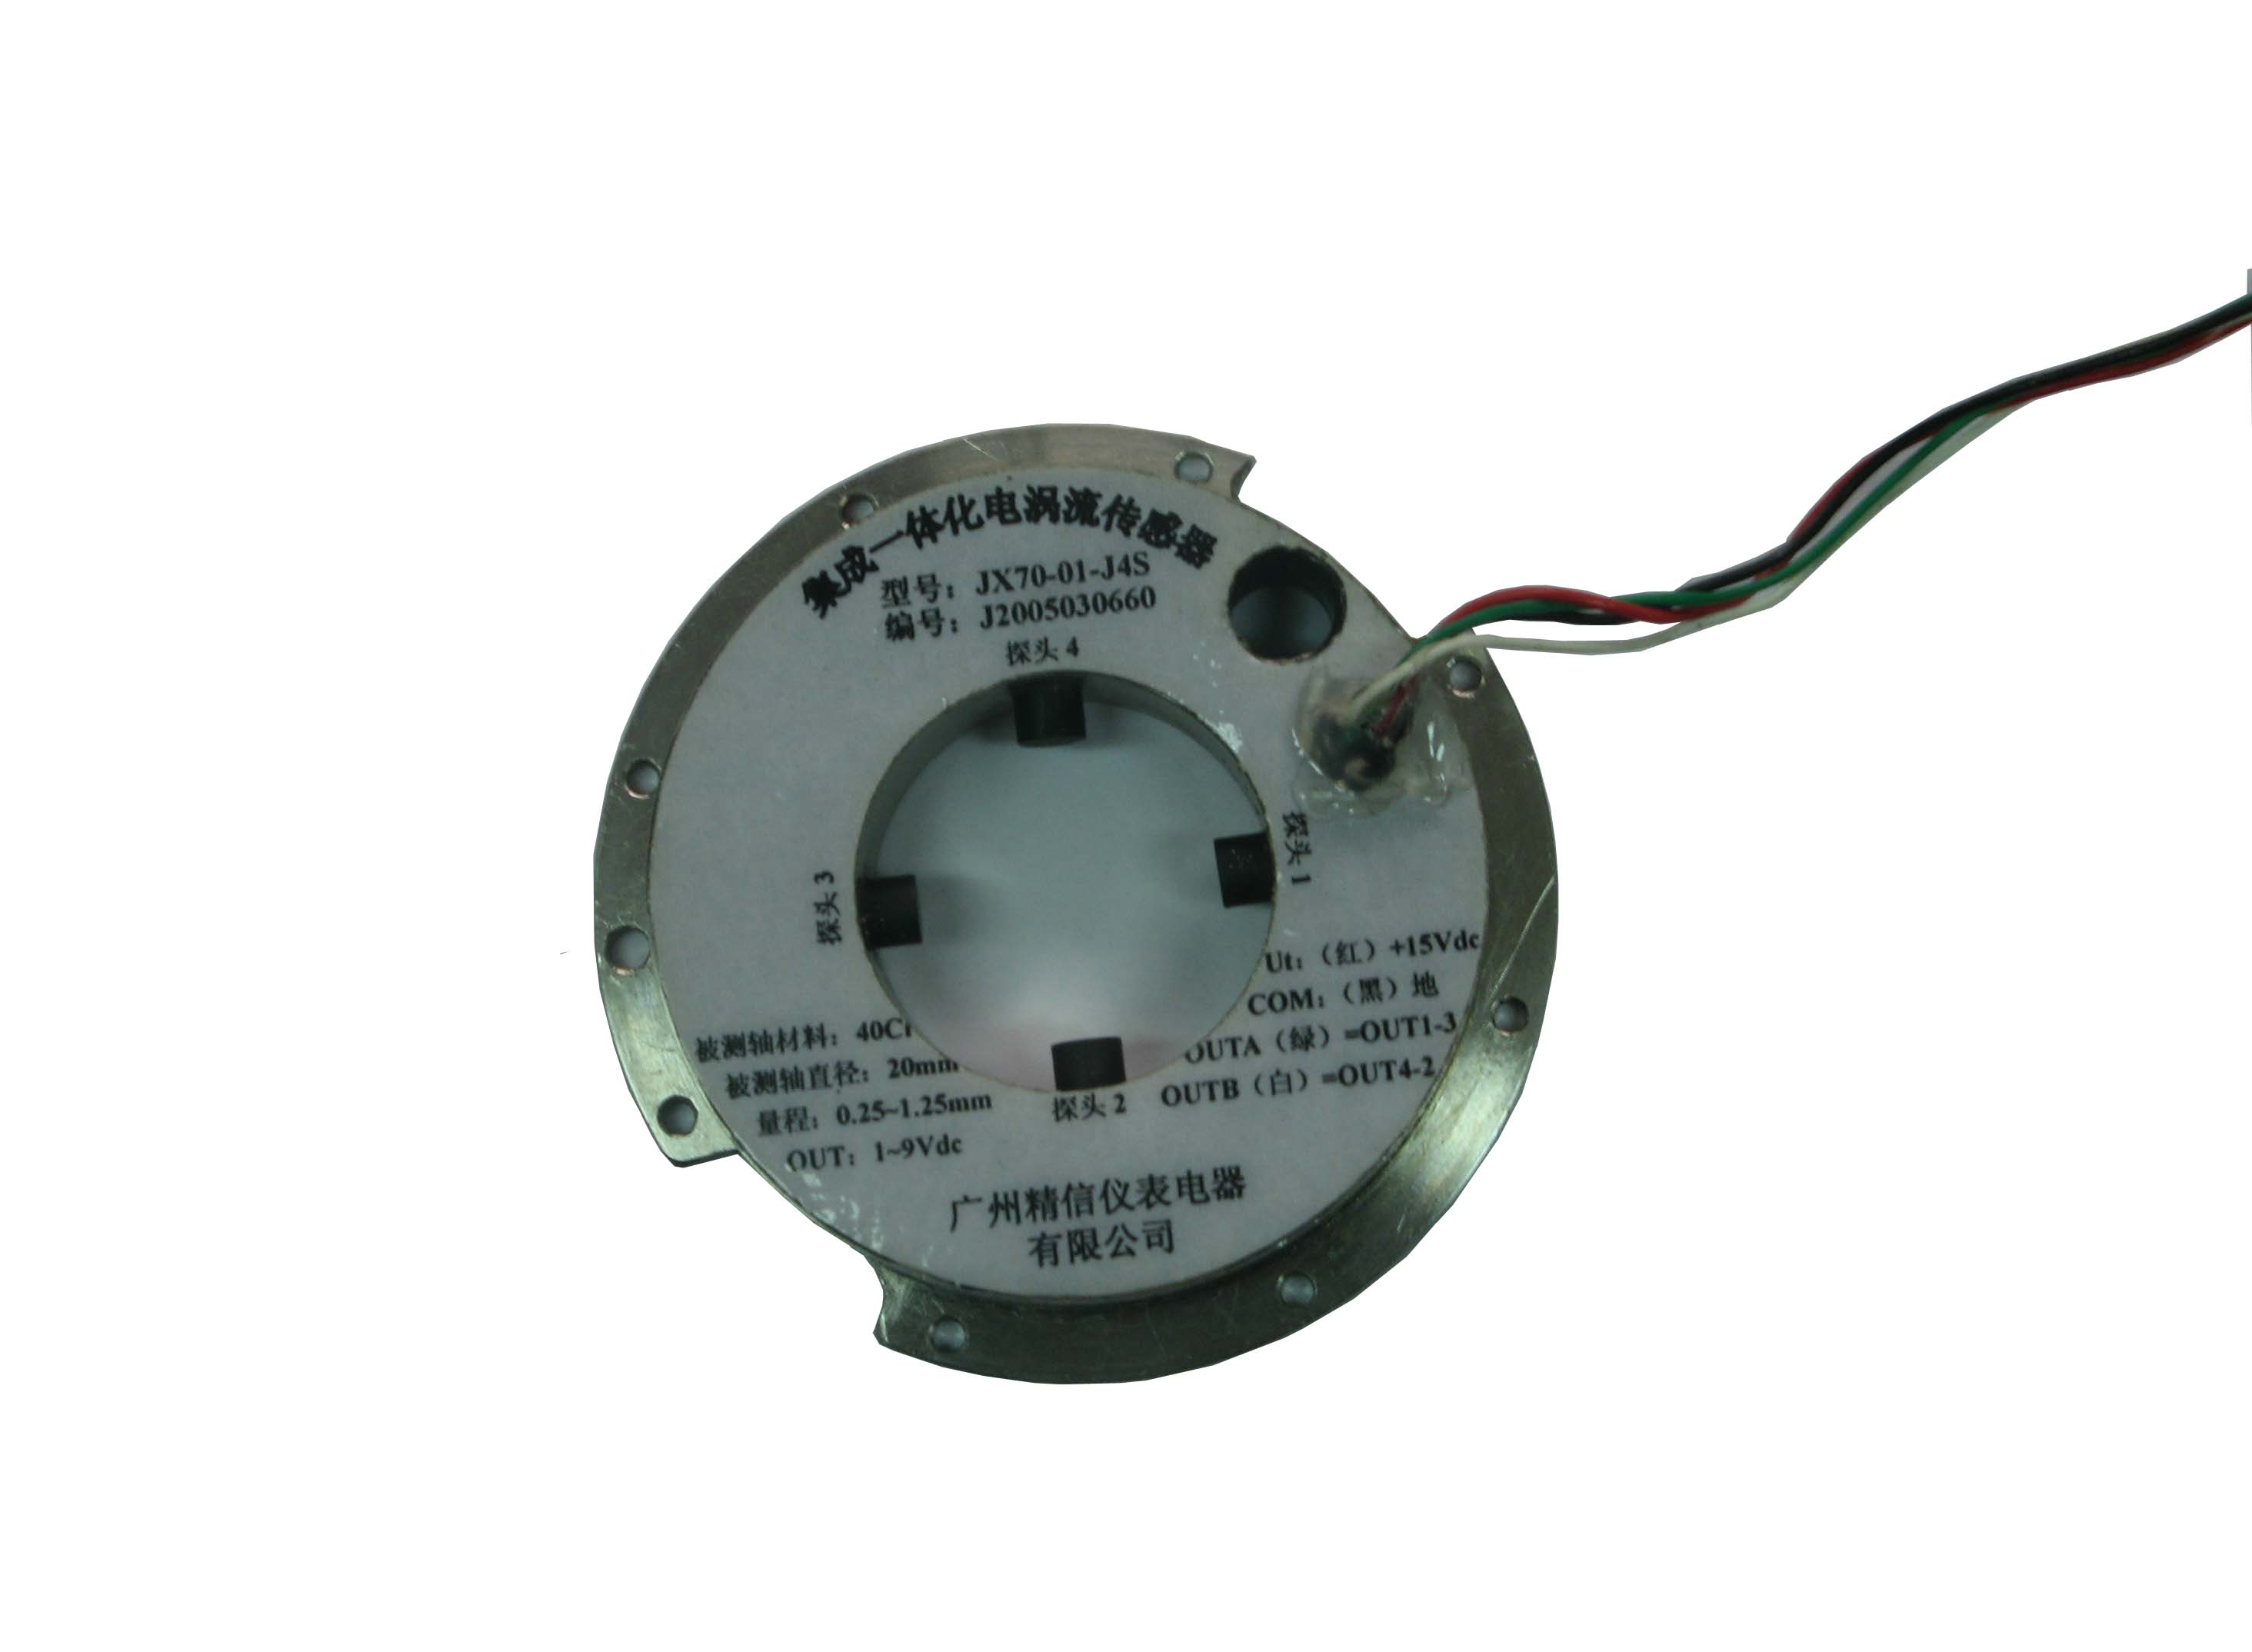 集成一体化电涡流传感器
型号：JX70-01-J4S
编号：J2005030660
探头 4
探头 1
探头 3
被测轴材料：40Cr
被测轴直径：20mm
量程：0.25~1.25mm
OUT：1~9Vdc
探头 2
Ut：（红）+15Vdc
COM：（黑）地
OUTA（绿）=OUT1-3
OUTB（白）=OUT4-2
广州精信仪表电器
有限公司